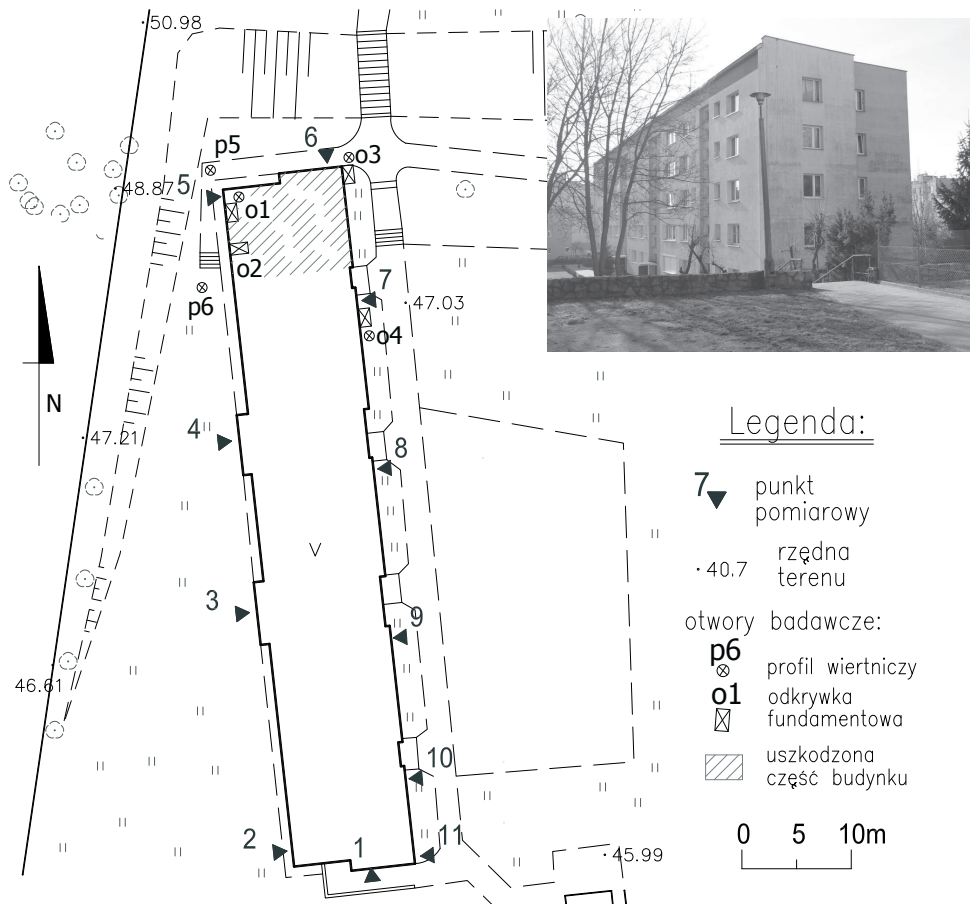 50.98
6
p5
o3
48.87
5
o1
o2
p6
7
47.03
o4
N
4
47.21
8
3
9
46.61
10
2
1
11
45.99
Legenda:
7 punkt
pomiarowy
40.7 rzędna
terenu
otwory badawcze:
p6
profil wiertniczy
o1 odkrywka
fundamentowa
uszkodzona
część budynku
0 5 10m